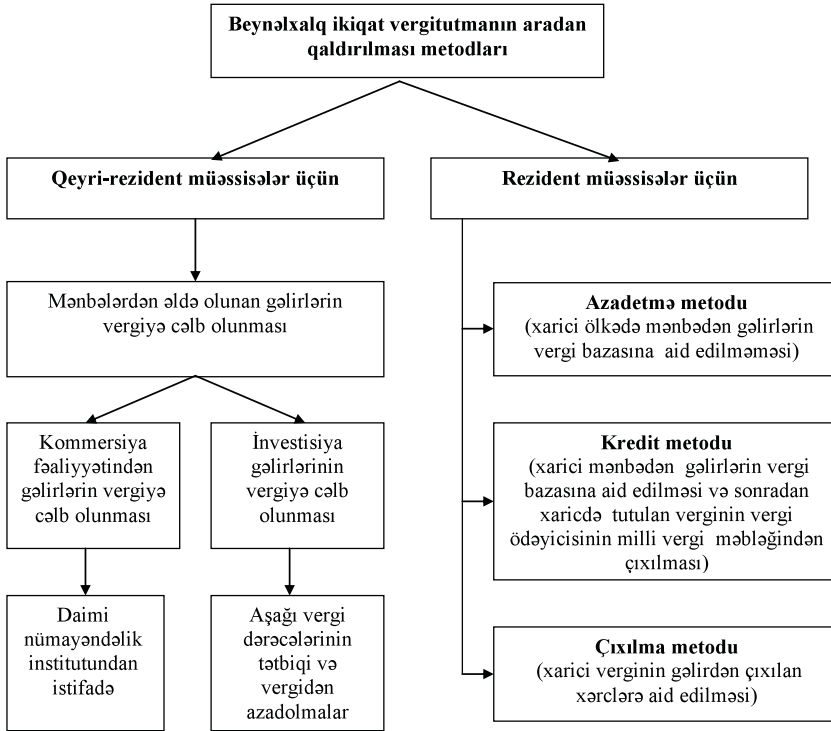 Beynəlxalq ikiqat vergitutmanın aradan
qaldırılması metodları
Qeyri-rezident müəssisələr üçün
Rezident müəssisələr üçün
Mənbələrdən əldə olunan gəlirlərin
vergiyə cəlb olunması
Kommersiya
fəaliyyətindən
gəlirlərin vergiyə
cəlb olunması
İnvestisiya
gəlirlərinin
vergiyə cəlb
olunması
Daimi
nümayəndəlik
institutundan
istifadə
Aşağı vergi
dərəcələrinin
tətbiqi və
vergidən
azadolmalar
Azadetmə metodu
(xarici ölkədə mənbədən gəlirlərin
vergi bazasına aid edilməməsi)
Kredit metodu
(xarici mənbədən gəlirlərin vergi
bazasına aid edilməsi və sonradan
xaricdə tutulan verginin vergi
ödəyicisinin milli vergi məbləğindən
çıxılması)
Çıxılma metodu
(xarici verginin gəlirdən çıxılan
xərclərə aid edilməsi)